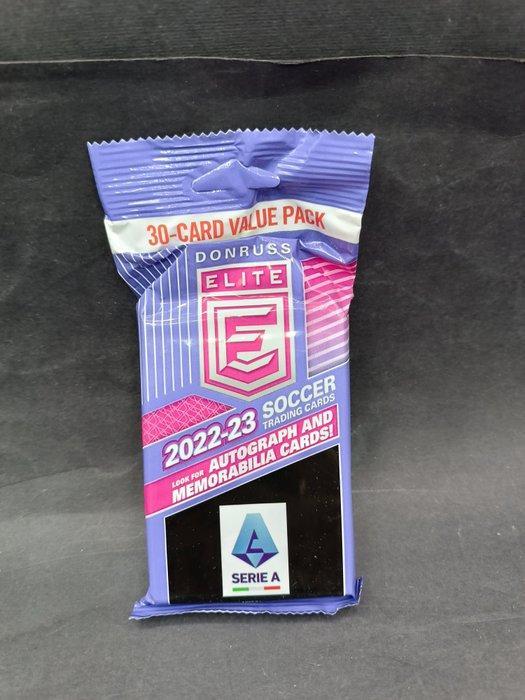 30-CARD VALUE PACK
DONRUSS
ELITE
E
2022-23 SOCCER
TRADING CARDS
LOOK FOR AUTOGRAPH AND
MEMORABILIA CARDS!
SERIE A